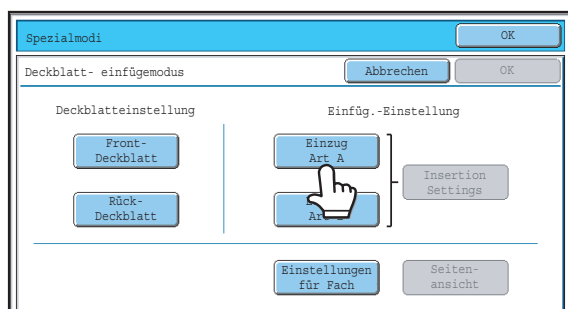 Spezialmodi OK
Deckblatt- einfügemodus Abbrechen OK
Deckblatteinstellung Einfüg.-Einstellung
Front-
Deckblatt
Einzug
Art A
Insertion
Settings
Rück-
Deckblatt
Einstellungen
für Fach
Seiten-
ansicht